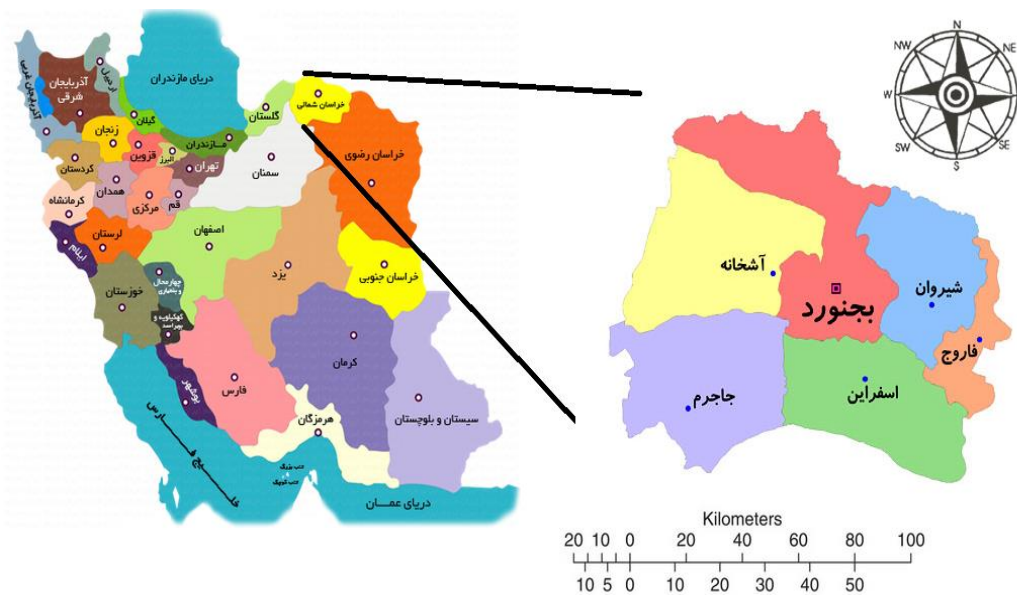 دریای مازندران
آذربایجان غربی
آذربایجان
شرقی
اردبیل
گیلان
زنجان
قزوین
البرز
مازندران
گلستان
خراسان شمالی
تهران
سمنان
خراسان رضوی
کردستان
همدان
مرکزی
قم
کرمانشاه
لرستان
ایلام
اصفهان
یزد
خراسان جنوبی
خوزستان
چهارمحال
و بختیاری
کهگیلویه و
فارس
کرمان
بوشهر
هرمزگان
سیستان و بلوچستان
خلــیج فــارس
دریای عمــان
N
NE
E
SE
S
SW
W
NW
آشخانه
بجنورد
شیروان
فاروج
جاجرم
اسفراین
Kilometers
20 10 0 20 40 60 80 100
10 5 0 10 20 30 40 50